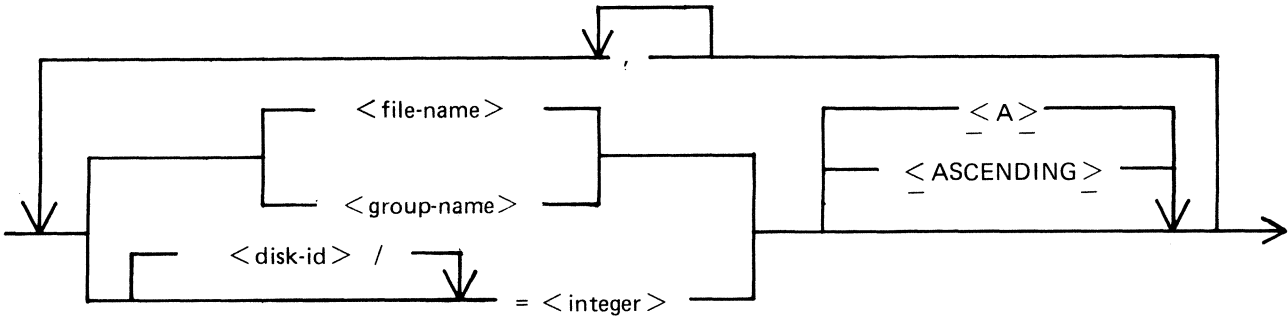 ,
<file-name>
<A>
<ASCENDING>
<group-name>
<disk-id> /
= <integer>